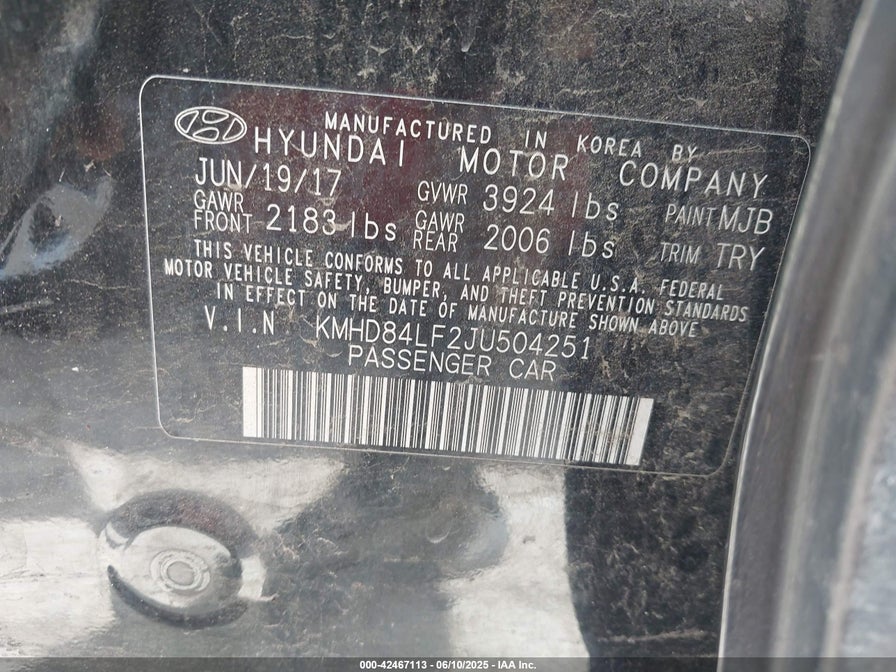 MANUFACTURED IN KOREA BY
HYUNDAI MOTOR COMPANY
JUN/19/17 GVWR 3924 lbs PAINT MJB
GAWR FRONT 2183 lbs GAWR REAR 2006 lbs TRIM TRY
THIS VEHICLE CONFORMS TO ALL APPLICABLE U.S.A. FEDERAL
MOTOR VEHICLE SAFETY, BUMPER, AND THEFT PREVENTION STANDARDS
IN EFFECT ON THE DATE OF MANUFACTURE SHOWN ABOVE
V.I.N KMHD84LF2JU504251
PASSENGER CAR
000-42467113 - 06/10/2025 - IAA Inc.